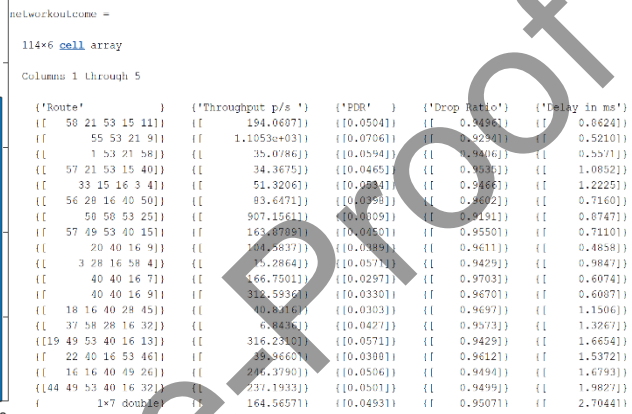 networkoutcome =
114×6 cell array
Columns 1 through 5
{'Route' } {'Throughput p/s '} {'PDR' } {'Drop Ratio'} {'Delay in ms'}
{[ 58 21 53 15 11]} {[ 194.0687]} {[0.0504]} {[ 0.9496]} {[ 0.8624]}
{[ 55 53 21 9]} {[ 1.1053e+03]} {[0.0706]} {[ 0.9294]} {[ 0.5210]}
{[ 1 53 21 58]} {[ 35.0786]} {[0.0594]} {[ 0.9406]} {[ 0.5571]}
{[ 57 21 53 15 40]} {[ 34.3675]} {[0.0465]} {[ 0.9535]} {[ 1.0852]}
{[ 33 15 16 3 4]} {[ 51.3206]} {[0.0534]} {[ 0.9466]} {[ 1.2225]}
{[ 56 28 16 40 50]} {[ 83.6471]} {[0.0398]} {[ 0.9602]} {[ 0.7160]}
{[ 58 58 53 25]} {[ 907.1561]} {[0.0809]} {[ 0.9191]} {[ 0.8747]}
{[ 57 49 53 40 15]} {[ 163.8789]} {[0.0450]} {[ 0.9550]} {[ 0.7110]}
{[ 20 40 16 9]} {[ 104.5837]} {[0.0389]} {[ 0.9611]} {[ 0.4858]}
{[ 3 28 16 58 4]} {[ 15.2864]} {[0.0571]} {[ 0.9429]} {[ 0.9847]}
{[ 40 40 16 7]} {[ 166.7501]} {[0.0297]} {[ 0.9703]} {[ 0.6074]}
{[ 40 40 16 9]} {[ 312.5936]} {[0.0330]} {[ 0.9670]} {[ 0.6087]}
{[ 18 16 40 28 45]} {[ 40.8316]} {[0.0303]} {[ 0.9697]} {[ 1.1506]}
{[ 37 58 28 16 32]} {[ 6.8436]} {[0.0427]} {[ 0.9573]} {[ 1.3267]}
{[19 49 53 40 16 13]} {[ 316.2310]} {[0.0571]} {[ 0.9429]} {[ 1.6654]}
{[ 22 40 16 53 46]} {[ 39.9660]} {[0.0388]} {[ 0.9612]} {[ 1.5372]}
{[ 16 16 40 49 26]} {[ 246.3790]} {[0.0506]} {[ 0.9494]} {[ 1.6793]}
{[44 49 53 40 16 32]} {[ 237.1933]} {[0.0501]} {[ 0.9499]} {[ 1.9827]}
{ 1×7 double} {[ 164.5657]} {[0.0493]} {[ 0.9507]} {[ 2.7044]}
e-Proof